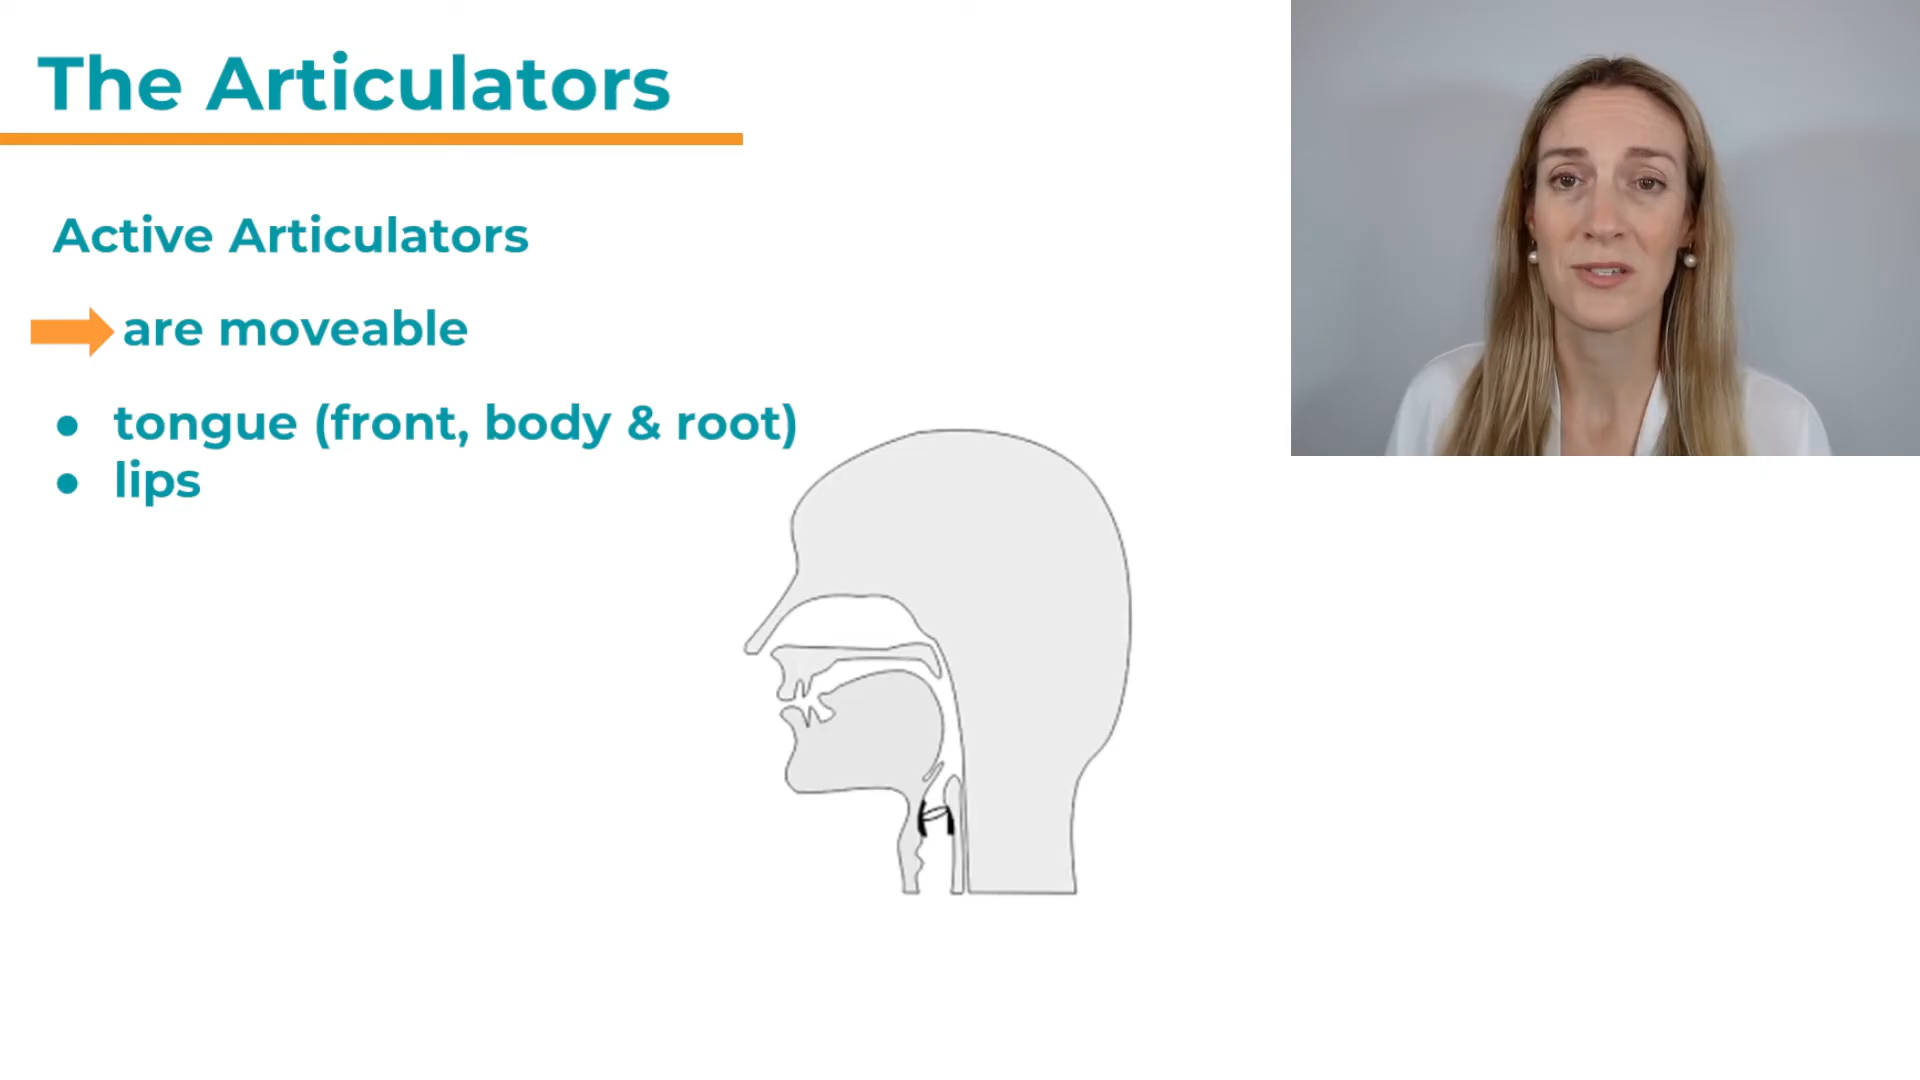 The Articulators
Active Articulators
are moveable
● tongue (front, body & root)
● lips